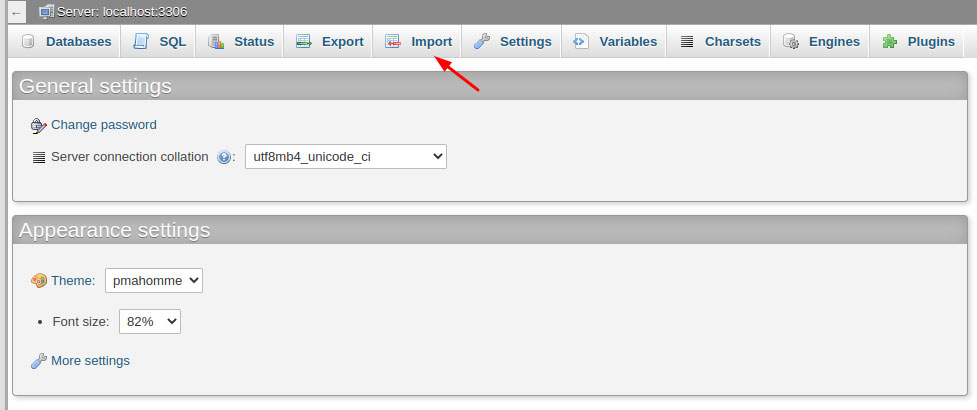 Server: localhost:3306
Databases SQL Status Export Import Settings Variables Charsets Engines Plugins
General settings
Change password
Server connection collation : utf8mb4_unicode_ci
Appearance settings
Theme: pmahomme
• Font size: 82%
More settings